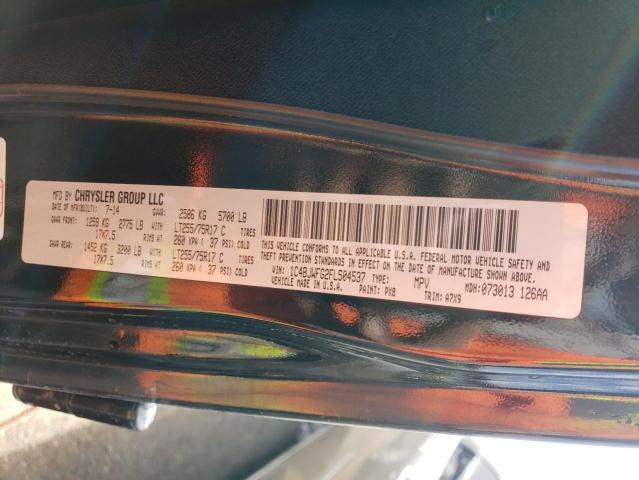 MFD BY CHRYSLER GROUP LLC
DATE OF MFR(BUILT): 7-14 GVWR: 2586 KG 5700 LB
GAWR FRONT: 1259 KG 2775 LB LT255/75R17 C TIRES
17X7.5 RIMS AT 260 KPA ( 37 PSI) COLD
GAWR REAR: 1452 KG 3200 LB LT255/75R17 C TIRES
17X7.5 RIMS AT 260 KPA ( 37 PSI) COLD
THIS VEHICLE CONFORMS TO ALL APPLICABLE U.S.A. FEDERAL MOTOR VEHICLE SAFETY AND
THEFT PREVENTION STANDARDS IN EFFECT ON THE DATE OF MANUFACTURE SHOWN ABOVE.
VIN: 1C4BJWFG2FL504537 TYPE: MPV MDH: 073013 126AA
VEHICLE MADE IN U.S.A. PAINT: PX8 TRIM: A7X9